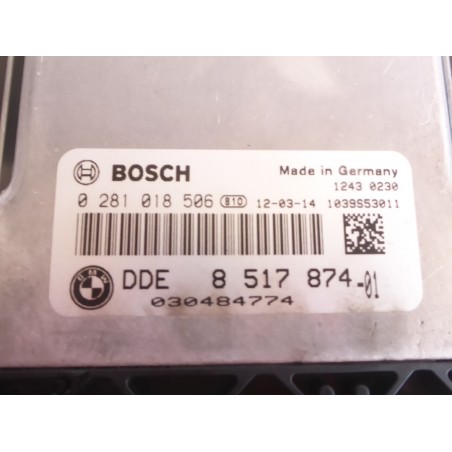 BOSCH Made in Germany
1243 0230
0 281 018 506 B10 12-03-14 1039S53011
BMW DDE 8 517 874-01
030484774